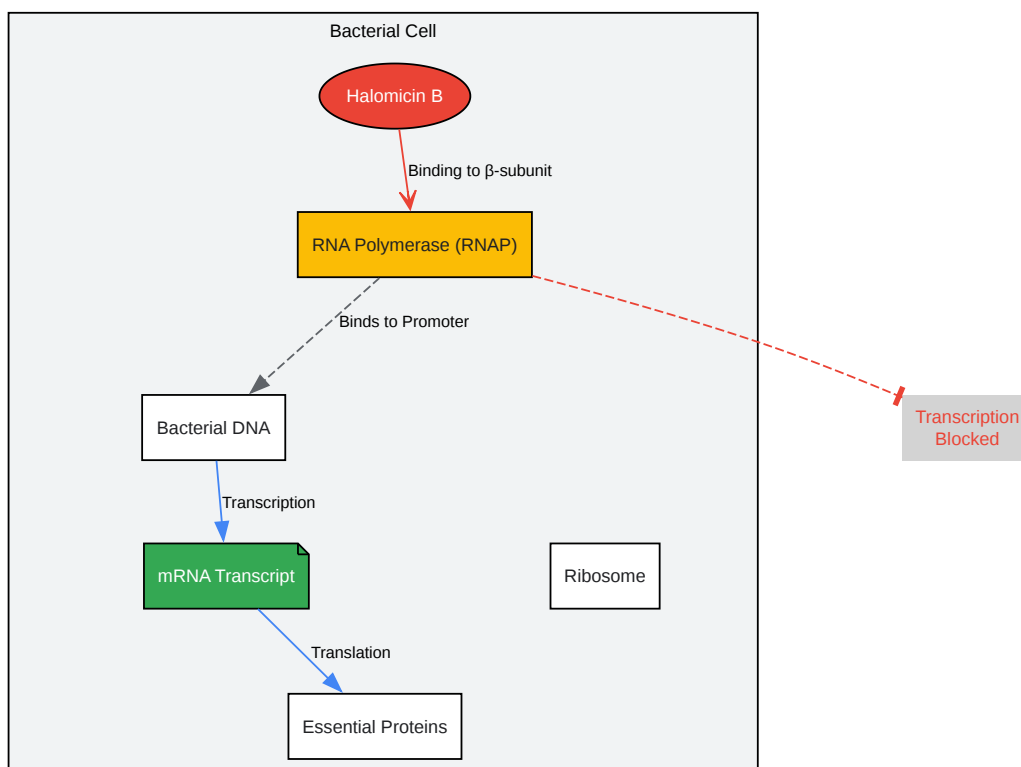 Bacterial Cell
Halomicin B
Binding to β-subunit
RNA Polymerase (RNAP)
Binds to Promoter
Bacterial DNA
Transcription
Blocked
Transcription
mRNA Transcript
Ribosome
Translation
Essential Proteins